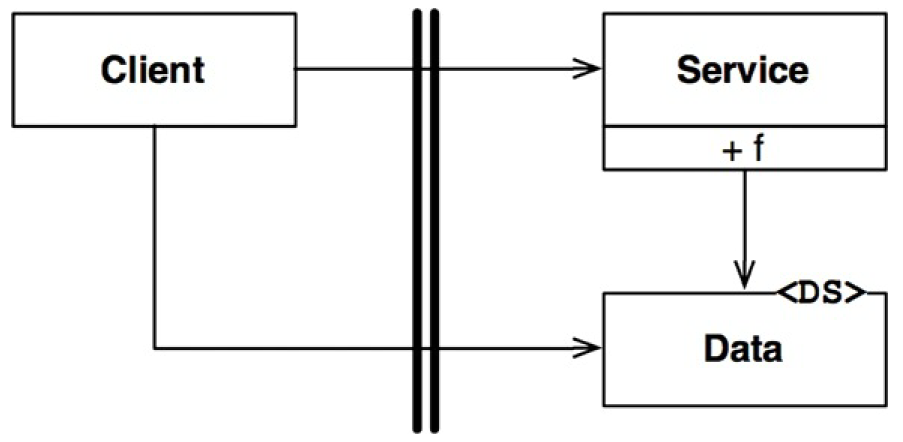 Client
Service
+ f
<DS>
Data